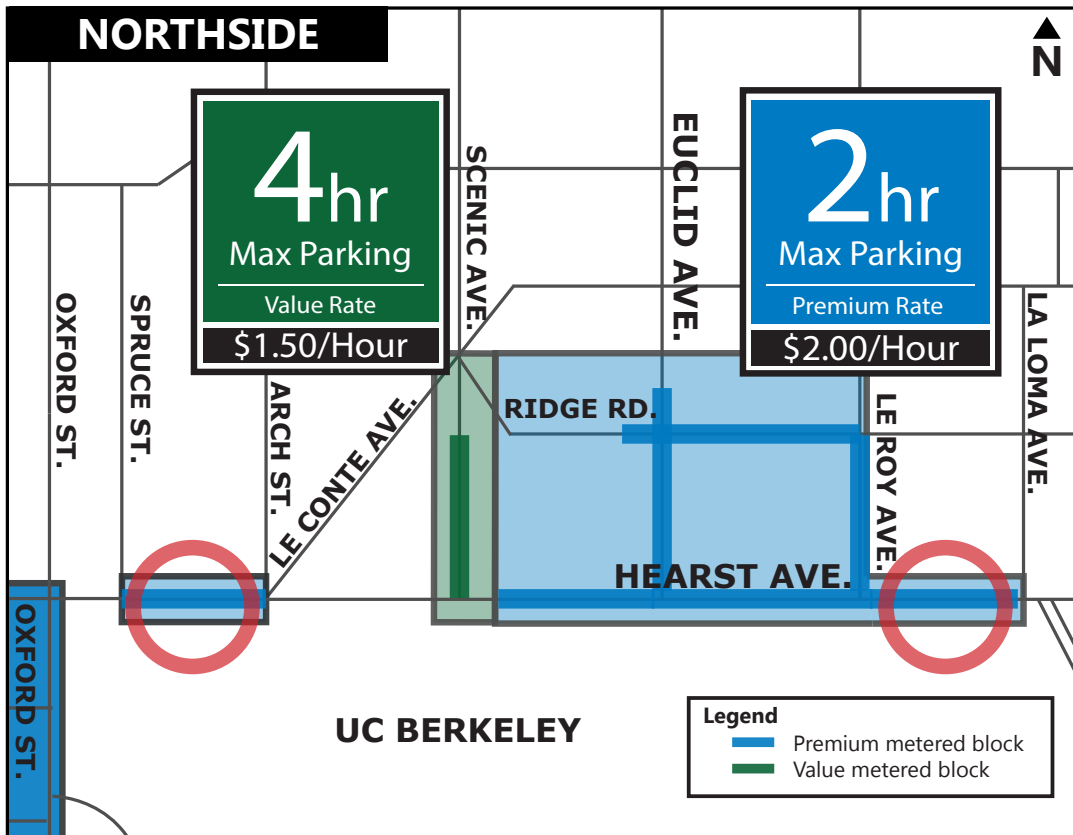 NORTHSIDE
N
4hr
Max Parking
Value Rate
$1.50/Hour
2hr
Max Parking
Premium Rate
$2.00/Hour
OXFORD ST.
SPRUCE ST.
ARCH ST.
LE CONTE AVE.
SCENIC AVE.
EUCLID AVE.
RIDGE RD.
LE ROY AVE.
LA LOMA AVE.
HEARST AVE.
OXFORD ST.
UC BERKELEY
Legend
Premium metered block
Value metered block